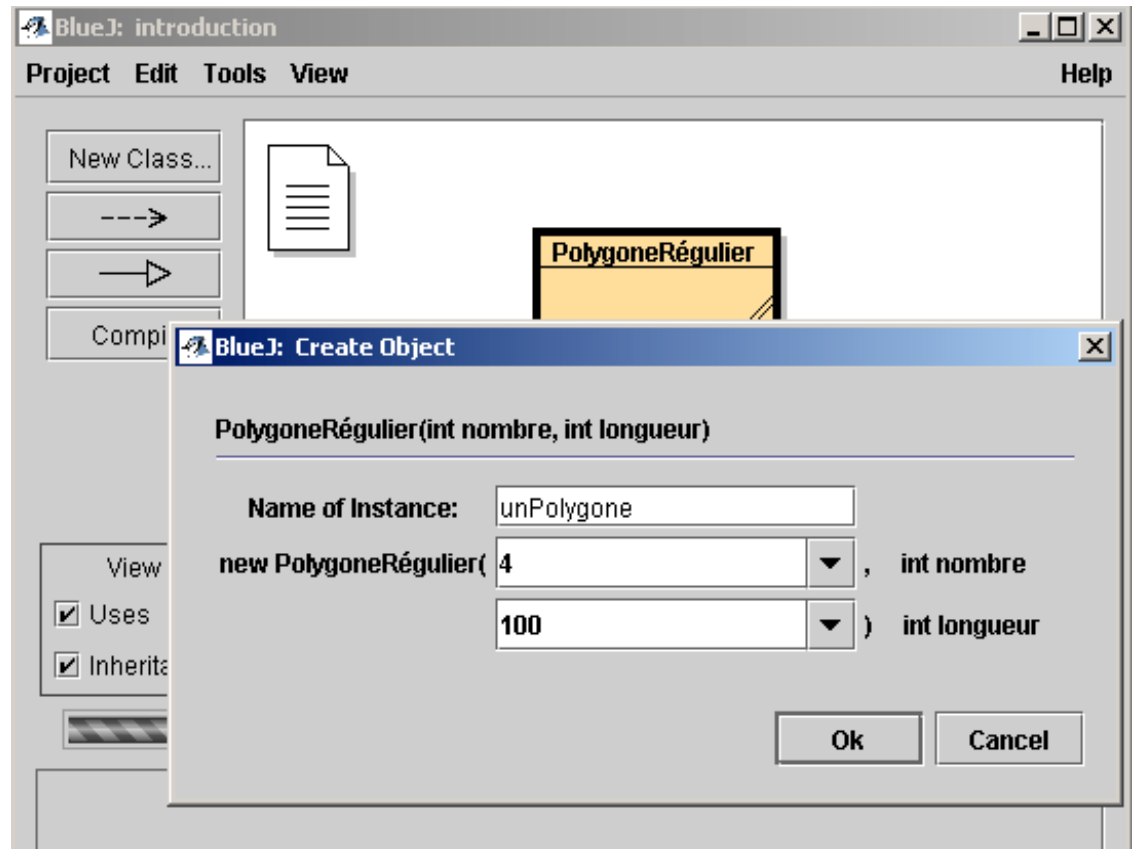 BlueJ: introduction
Project Edit Tools View Help
New Class...
PolygoneRégulier
Compi
BlueJ: Create Object
PolygoneRégulier(int nombre, int longueur)
Name of Instance: unPolygone
new PolygoneRégulier( 4 , int nombre
100 ) int longueur
View
Uses
Inherita
Ok Cancel